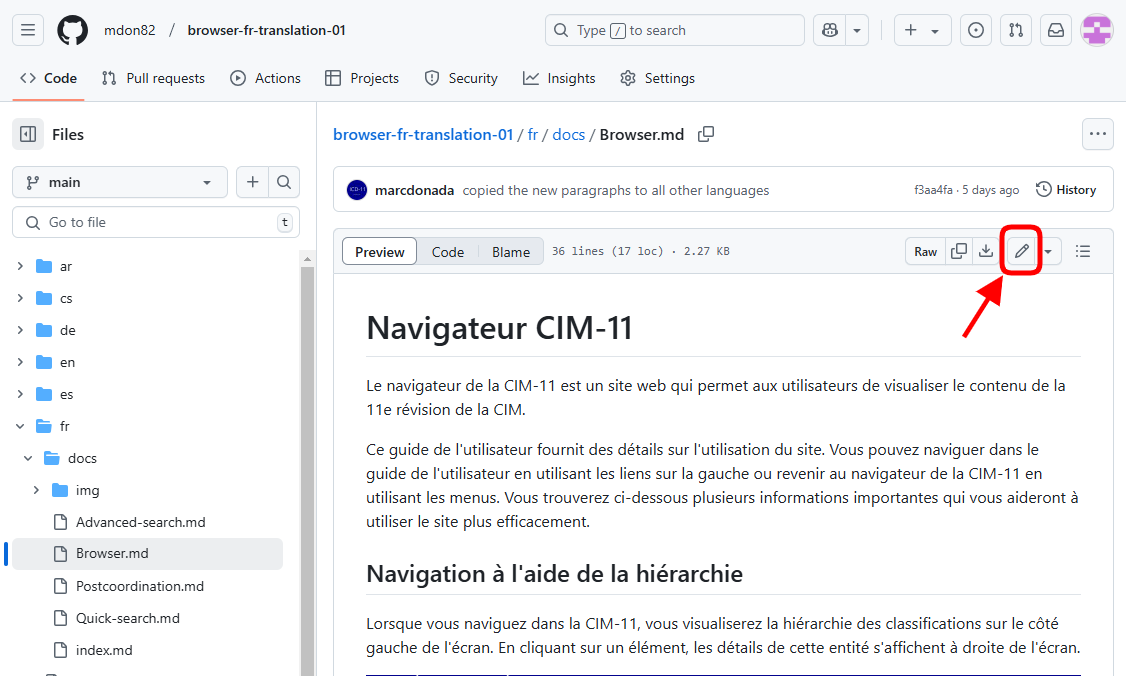 mdon82 / browser-fr-translation-01
Type / to search
Code Pull requests Actions Projects Security Insights Settings
Files
main
Go to file t
ar
cs
de
en
es
fr
docs
img
Advanced-search.md
Browser.md
Postcoordination.md
Quick-search.md
index.md
browser-fr-translation-01 / fr / docs / Browser.md
ICD-11 marcdonada copied the new paragraphs to all other languages f3aa4fa · 5 days ago History
Preview Code Blame 36 lines (17 loc) · 2.27 KB Raw
Navigateur CIM-11
Le navigateur de la CIM-11 est un site web qui permet aux utilisateurs de visualiser le contenu de la
11e révision de la CIM.
Ce guide de l'utilisateur fournit des détails sur l'utilisation du site. Vous pouvez naviguer dans le
guide de l'utilisateur en utilisant les liens sur la gauche ou revenir au navigateur de la CIM-11 en
utilisant les menus. Vous trouverez ci-dessous plusieurs informations importantes qui vous aideront à
utiliser le site plus efficacement.
Navigation à l'aide de la hiérarchie
Lorsque vous naviguez dans la CIM-11, vous visualiserez la hiérarchie des classifications sur le côté
gauche de l'écran. En cliquant sur un élément, les détails de cette entité s'affichent à droite de l'écran.